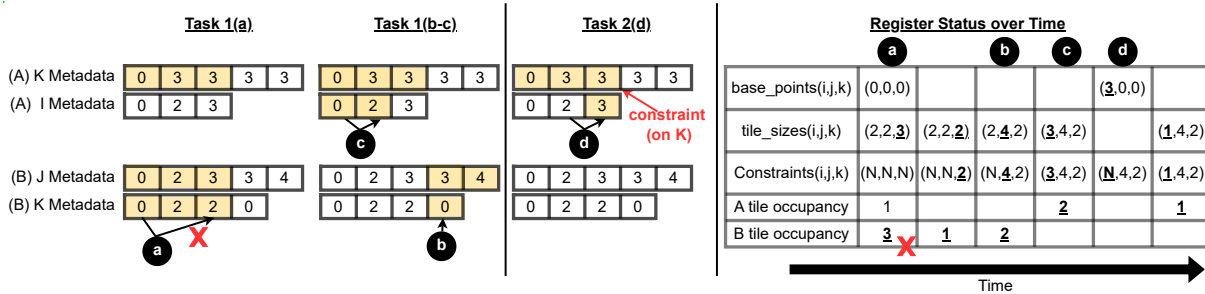 Task 1(a)
Task 1(b-c)
Task 2(d)
Register Status over Time
a b c d
(A) K Metadata 0 3 3 3 3
0 3 3 3 3
0 3 3 3 3
(A) I Metadata 0 2 3
0 2 3
0 2 3
constraint
(on K)
c
d
(B) J Metadata 0 2 3 3 4
0 2 3 3 4
0 2 3 3 4
(B) K Metadata 0 2 2 0
0 2 2 0
0 2 2 0
a X
b
base_points(i,j,k) (0,0,0) (3,0,0)
tile_sizes(i,j,k) (2,2,3) (2,2,2) (2,4,2) (3,4,2) (1,4,2)
Constraints(i,j,k) (N,N,N) (N,N,2) (N,4,2) (3,4,2) (N,4,2) (1,4,2)
A tile occupancy 1 2 1
B tile occupancy 3 X 1 2
Time